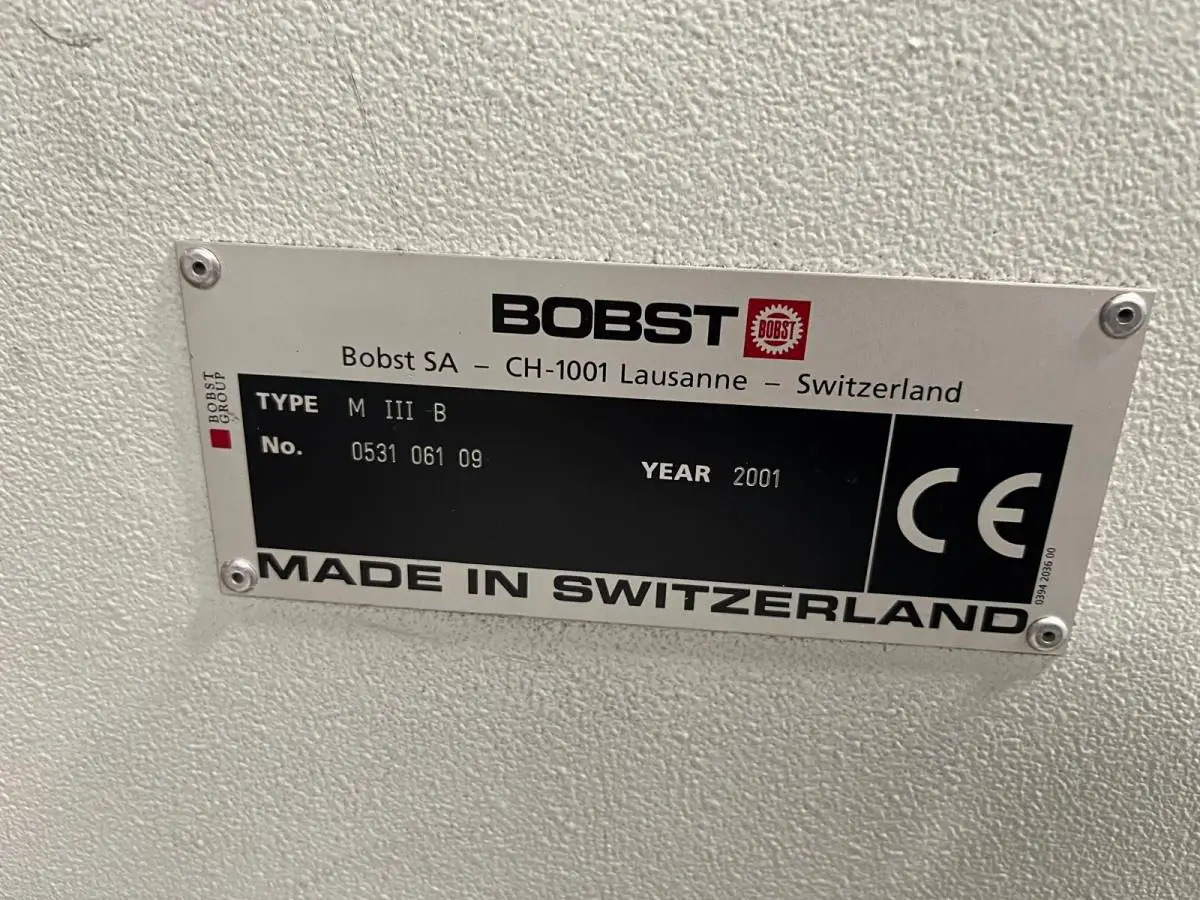 BOBST BOBST
Bobst SA – CH-1001 Lausanne – Switzerland
BOBST
GROUP
TYPE M III B
No. 0531 061 09
YEAR 2001
CE
0394 2036 00
MADE IN SWITZERLAND